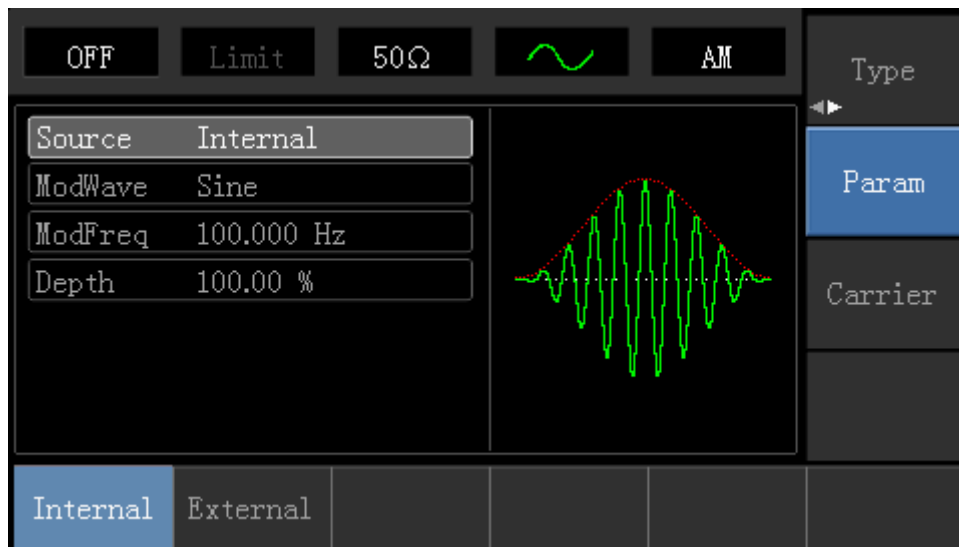 OFF Limit 50Ω AM
Type
Source Internal
ModWave Sine
Param
ModFreq 100.000 Hz
Depth 100.00 %
Carrier
Internal External